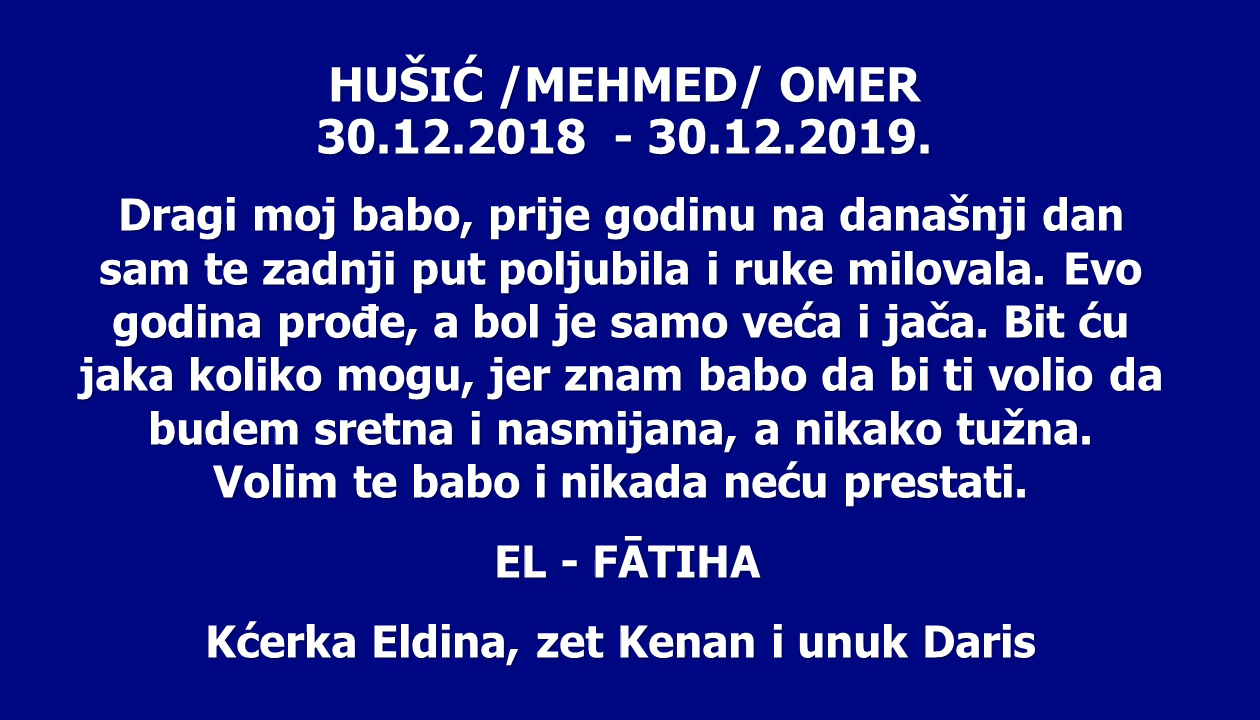 HUŠIĆ /MEHMED/ OMER
30.12.2018 - 30.12.2019.
Dragi moj babo, prije godinu na današnji dan
sam te zadnji put poljubila i ruke milovala. Evo
godina prođe, a bol je samo veća i jača. Bit ću
jaka koliko mogu, jer znam babo da bi ti volio da
budem sretna i nasmijana, a nikako tužna.
Volim te babo i nikada neću prestati.
EL - FĀTIHA
Kćerka Eldina, zet Kenan i unuk Daris